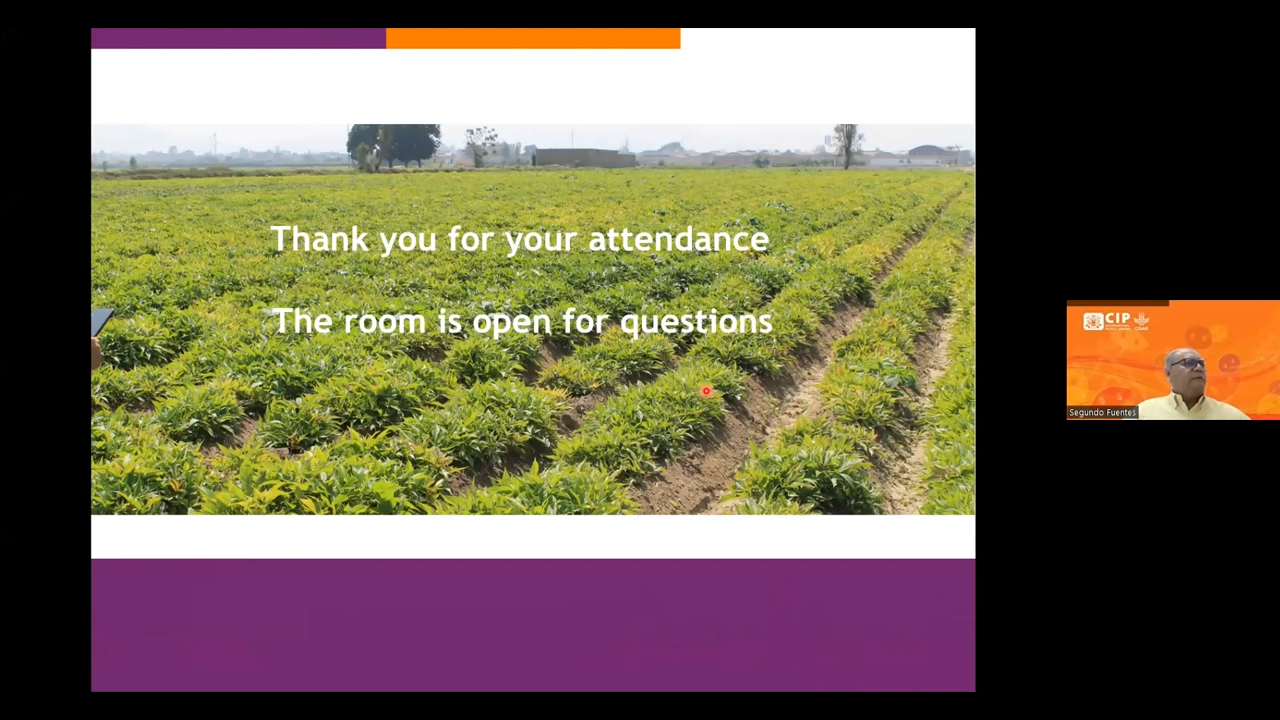 Thank you for your attendance
The room is open for questions
CIP
Segundo Fuentes